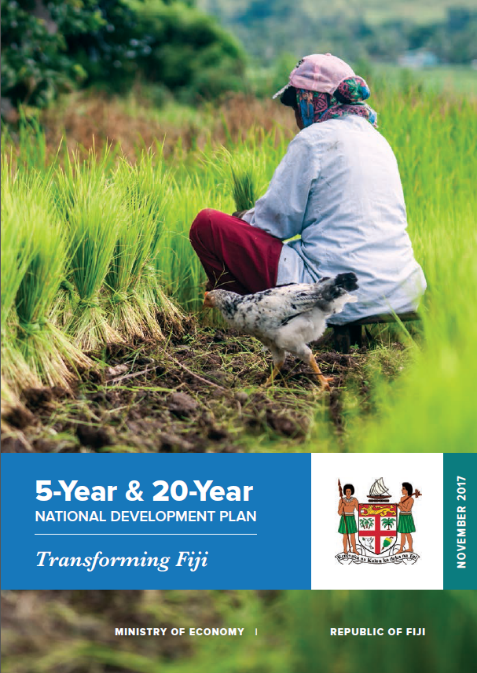 5-Year & 20-Year
NATIONAL DEVELOPMENT PLAN
Transforming Fiji
NOVEMBER 2017
MINISTRY OF ECONOMY |
REPUBLIC OF FIJI